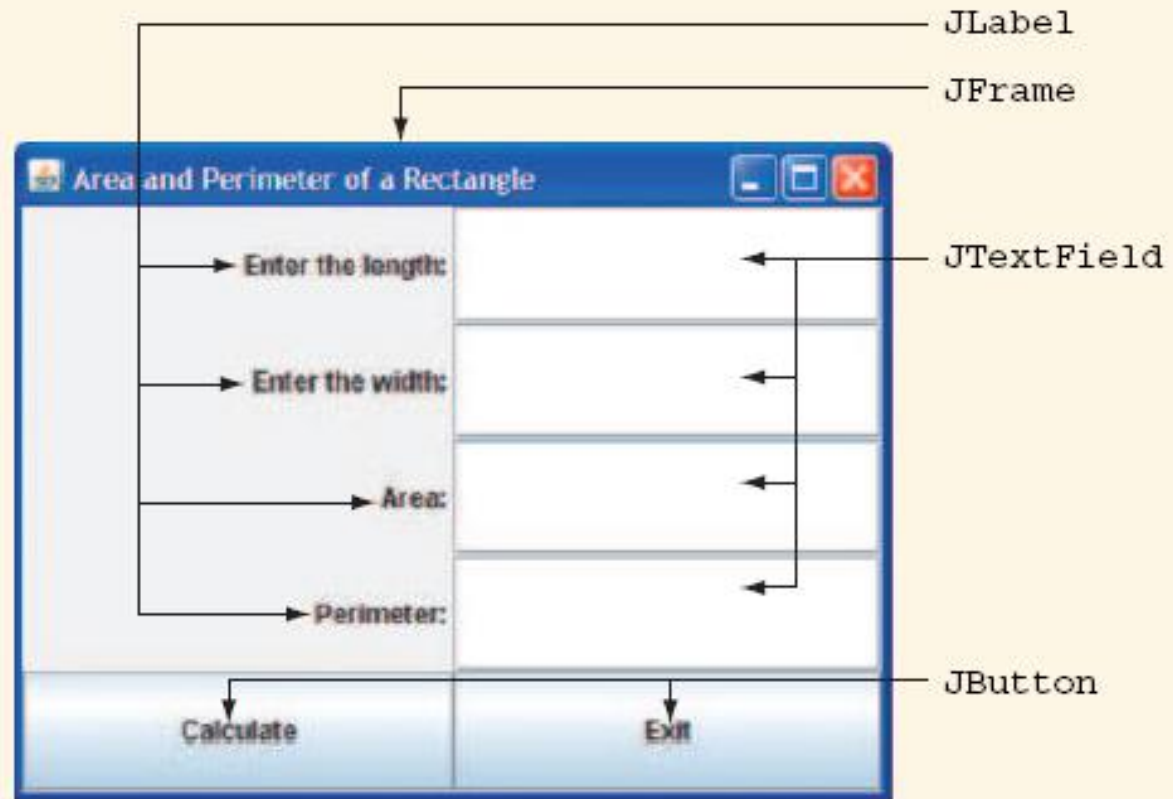 JLabel
JFrame
Area and Perimeter of a Rectangle
Enter the length:
JTextField
Enter the width:
Area:
Perimeter:
JButton
Calculate
Exit